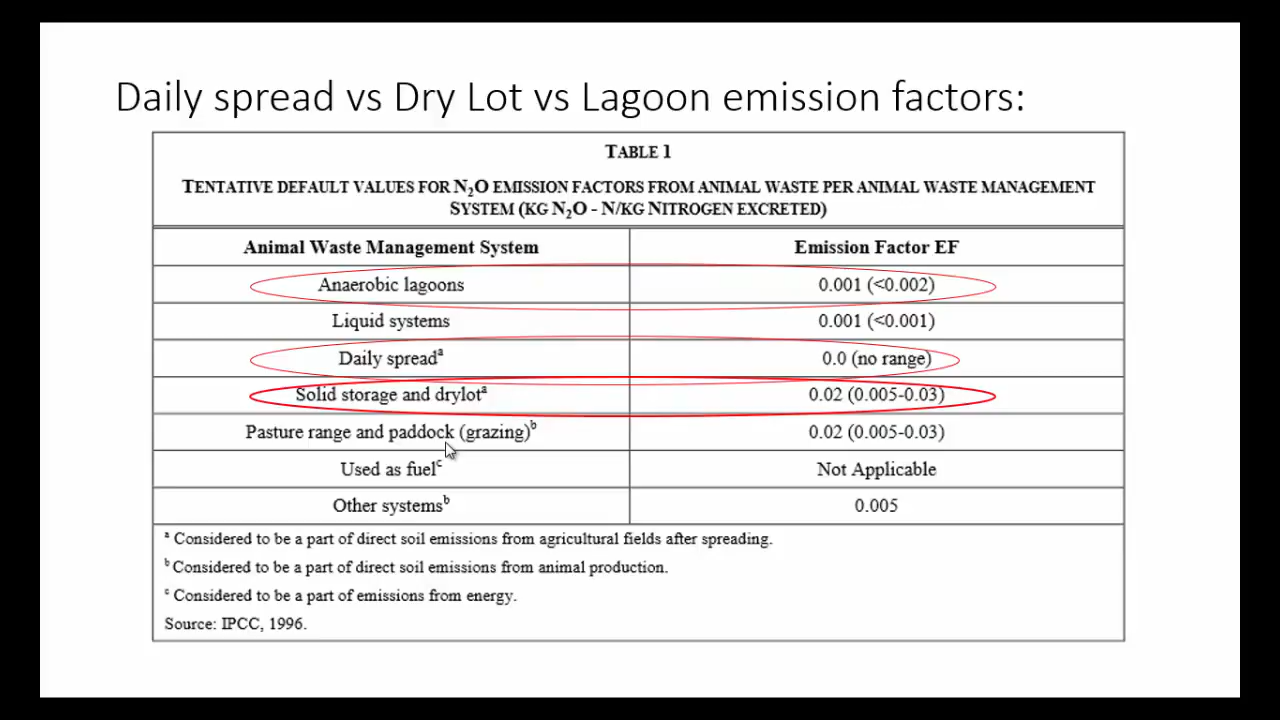 Daily spread vs Dry Lot vs Lagoon emission factors:
TABLE 1
TENTATIVE DEFAULT VALUES FOR N₂O EMISSION FACTORS FROM ANIMAL WASTE PER ANIMAL WASTE MANAGEMENT
SYSTEM (KG N₂O - N/KG NITROGEN EXCRETED)
Animal Waste Management System Emission Factor EF
Anaerobic lagoons 0.001 (<0.002)
Liquid systems 0.001 (<0.001)
Daily spreadᵃ 0.0 (no range)
Solid storage and drylotᵃ 0.02 (0.005-0.03)
Pasture range and paddock (grazing)ᵇ 0.02 (0.005-0.03)
Used as fuelᶜ Not Applicable
Other systemsᵇ 0.005
ᵃ Considered to be a part of direct soil emissions from agricultural fields after spreading.
ᵇ Considered to be a part of direct soil emissions from animal production.
ᶜ Considered to be a part of emissions from energy.
Source: IPCC, 1996.